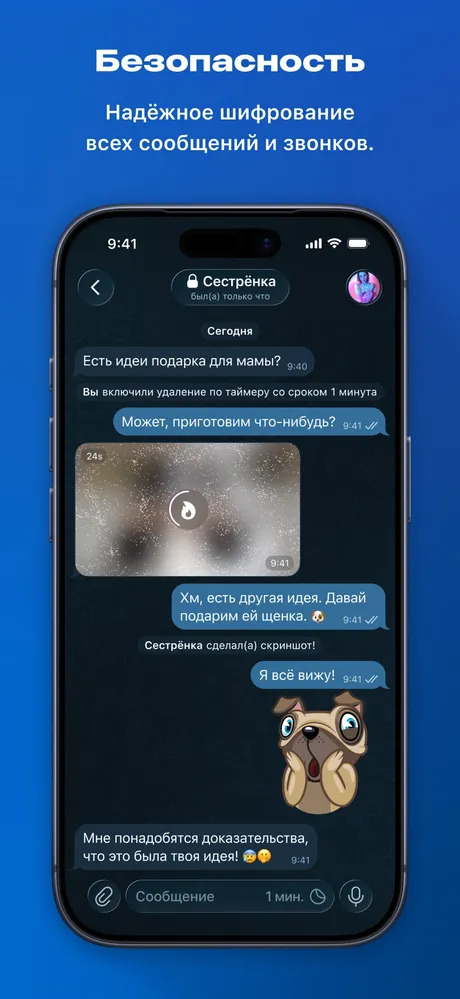 Безопасность
Надёжное шифрование
всех сообщений и звонков.
9:41
Сестрёнка
был(а) только что
Сегодня
Есть идеи подарка для мамы? 9:40
Вы включили удаление по таймеру со сроком 1 минута
Может, приготовим что-нибудь? 9:41
24s
9:41
Хм, есть другая идея. Давай
подарим ей щенка. 🐶 9:41
Сестрёнка сделал(а) скриншот!
Я всё вижу! 9:41
Мне понадобятся доказательства,
что это была твоя идея! 😰🤫 9:41
Сообщение 1 мин.